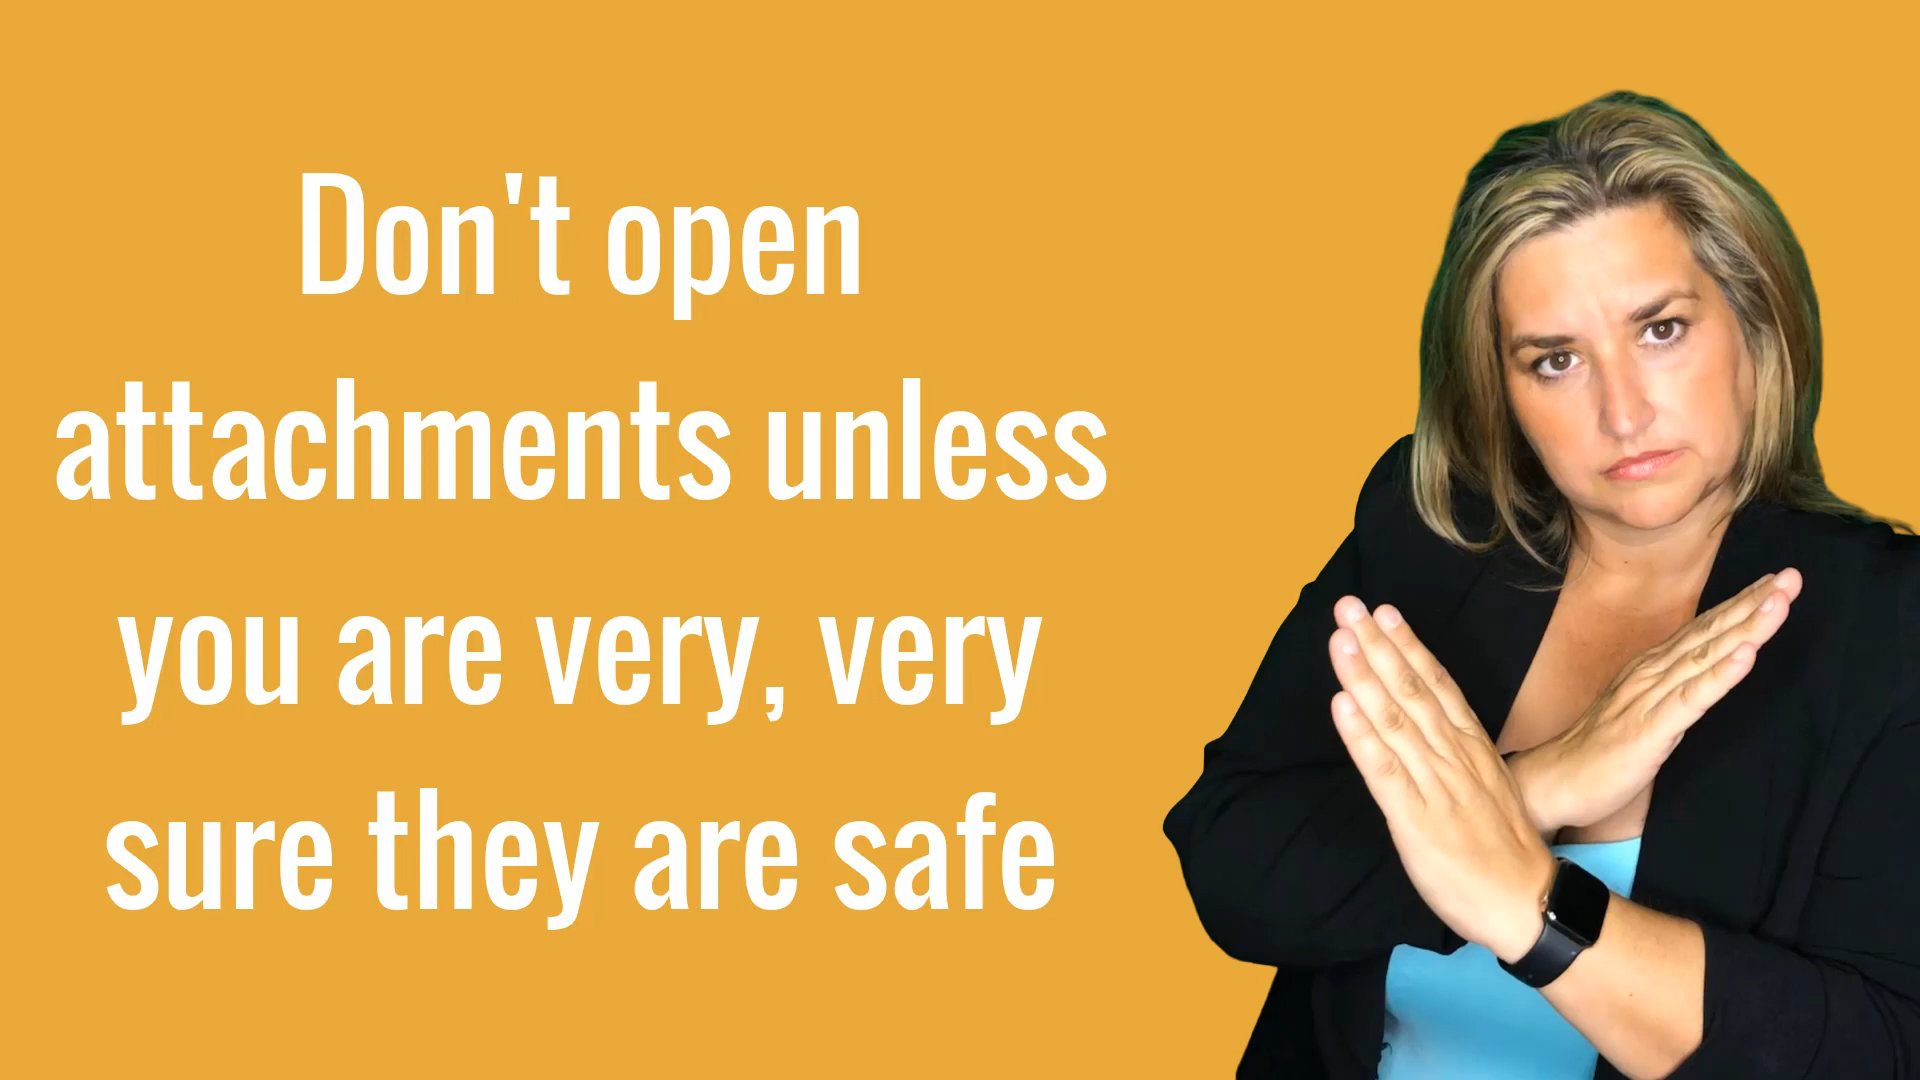 Don't open
attachments unless
you are very, very
sure they are safe